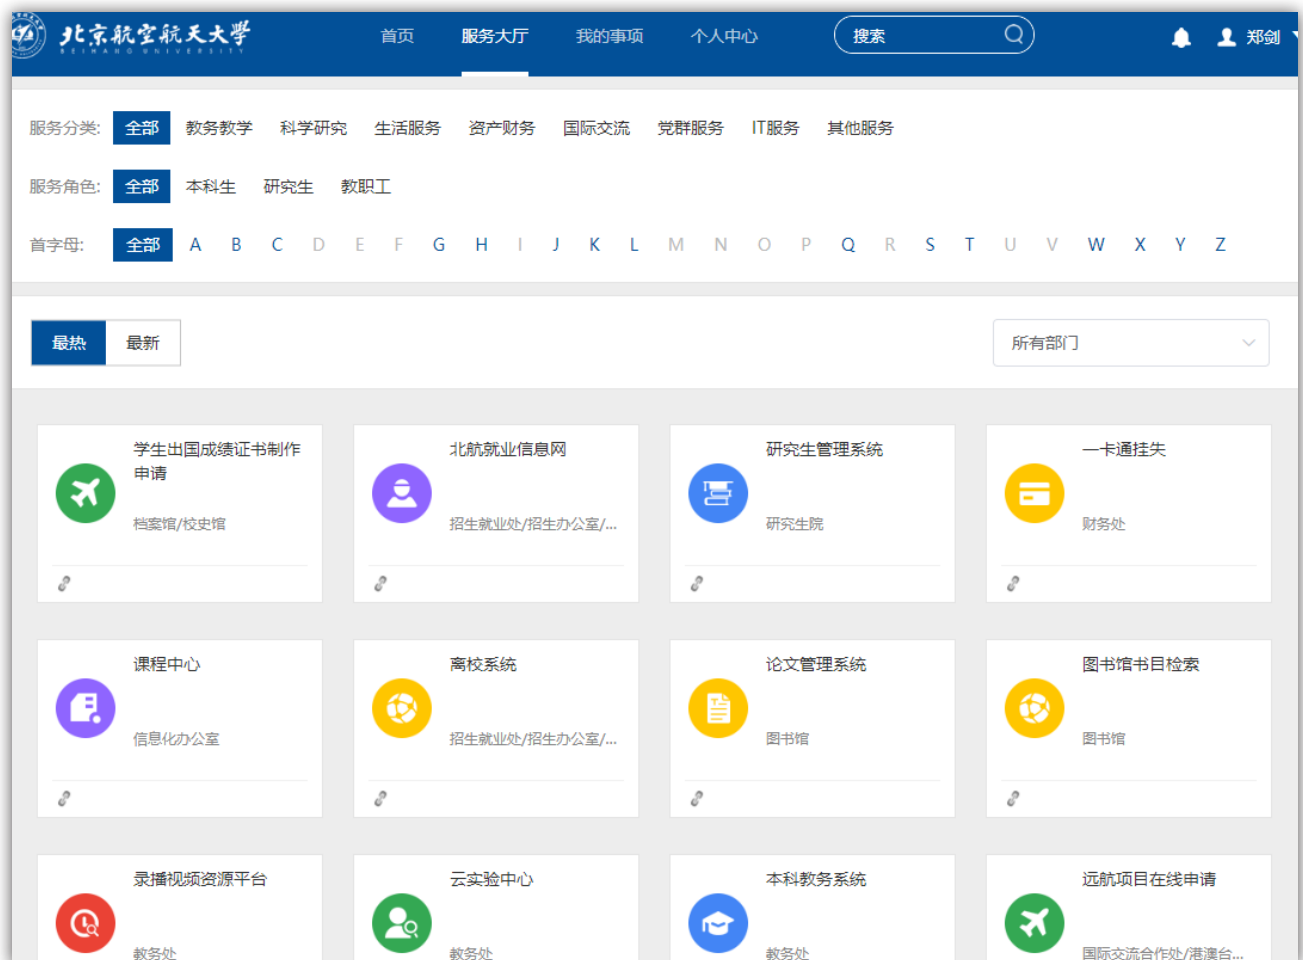 北京航空航天大學
BEIHANG UNIVERSITY
首页 服务大厅 我的事项 个人中心 搜索 郑剑
服务分类: 全部 教务教学 科学研究 生活服务 资产财务 国际交流 党群服务 IT服务 其他服务
服务角色: 全部 本科生 研究生 教职工
首字母: 全部 A B C D E F G H I J K L M N O P Q R S T U V W X Y Z
最热 最新 所有部门
学生出国成绩证书制作
申请
档案馆/校史馆
北航就业信息网
招生就业处/招生办公室/...
研究生管理系统
研究生院
一卡通挂失
财务处
课程中心
信息化办公室
离校系统
招生就业处/招生办公室/...
论文管理系统
图书馆
图书馆书目检索
图书馆
录播视频资源平台
教务处
云实验中心
教务处
本科教务系统
教务处
远航项目在线申请
国际交流合作处/港澳台...